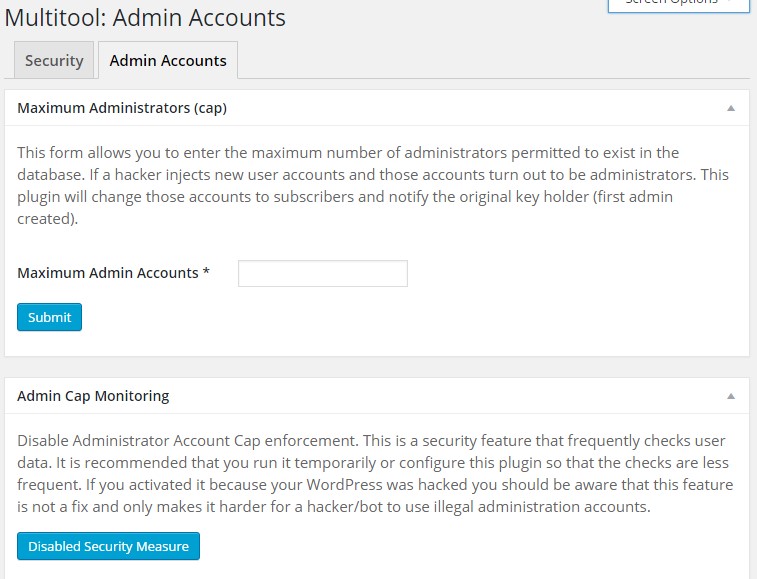 Screen Options
Multitool: Admin Accounts
Security
Admin Accounts
Maximum Administrators (cap)
This form allows you to enter the maximum number of administrators permitted to exist in the
database. If a hacker injects new user accounts and those accounts turn out to be administrators. This
plugin will change those accounts to subscribers and notify the original key holder (first admin
created).
Maximum Admin Accounts *
Submit
Admin Cap Monitoring
Disable Administrator Account Cap enforcement. This is a security feature that frequently checks user
data. It is recommended that you run it temporarily or configure this plugin so that the checks are less
frequent. If you activated it because your WordPress was hacked you should be aware that this feature
is not a fix and only makes it harder for a hacker/bot to use illegal administration accounts.
Disabled Security Measure